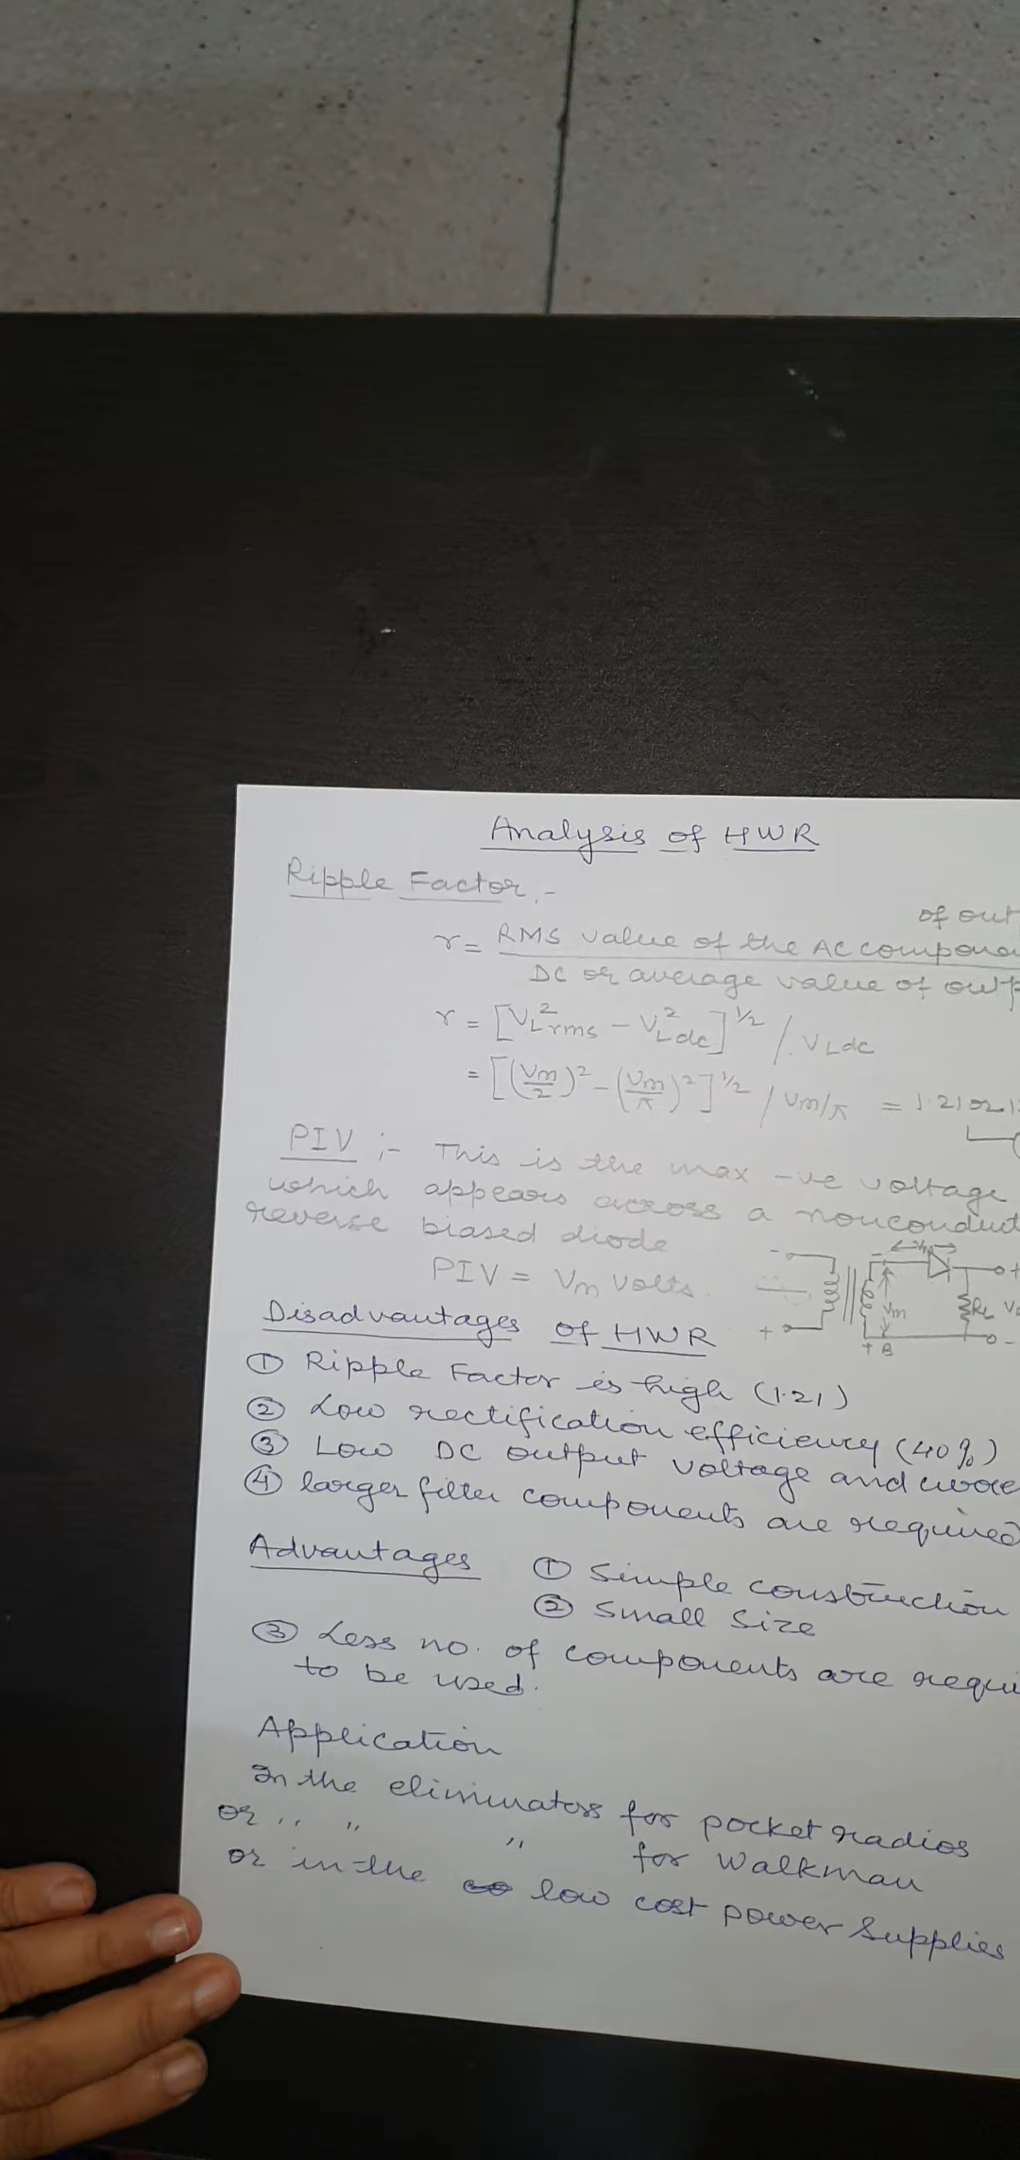 Analysis of HWR
Ripple Factor :-
of out
r = RMS value of the AC compone
DC or average value of outp
r = [V²Lrms - V²Ldc]^1/2 / VLdc
= [(Vm/2)² - (Vm/π)²]^1/2 / Vm/π = 1.21 or 1
PIV :- This is the max -ve voltage
which appears across a nonconduct
reverse biased diode
PIV = Vm Volts.
- +
Vm RL V
+ + B -
Disadvantages of HWR
① Ripple Factor is high (1.21)
② Low rectification efficiency (40%)
③ Low DC output voltage and
④ larger filter components are required
Advantages ① Simple construction
② Small Size
③ Less no. of components are requi
to be used.
Application
In the eliminators for pocket radios
or ,, ,, ,, for Walkman
or in the low cost power Supplies